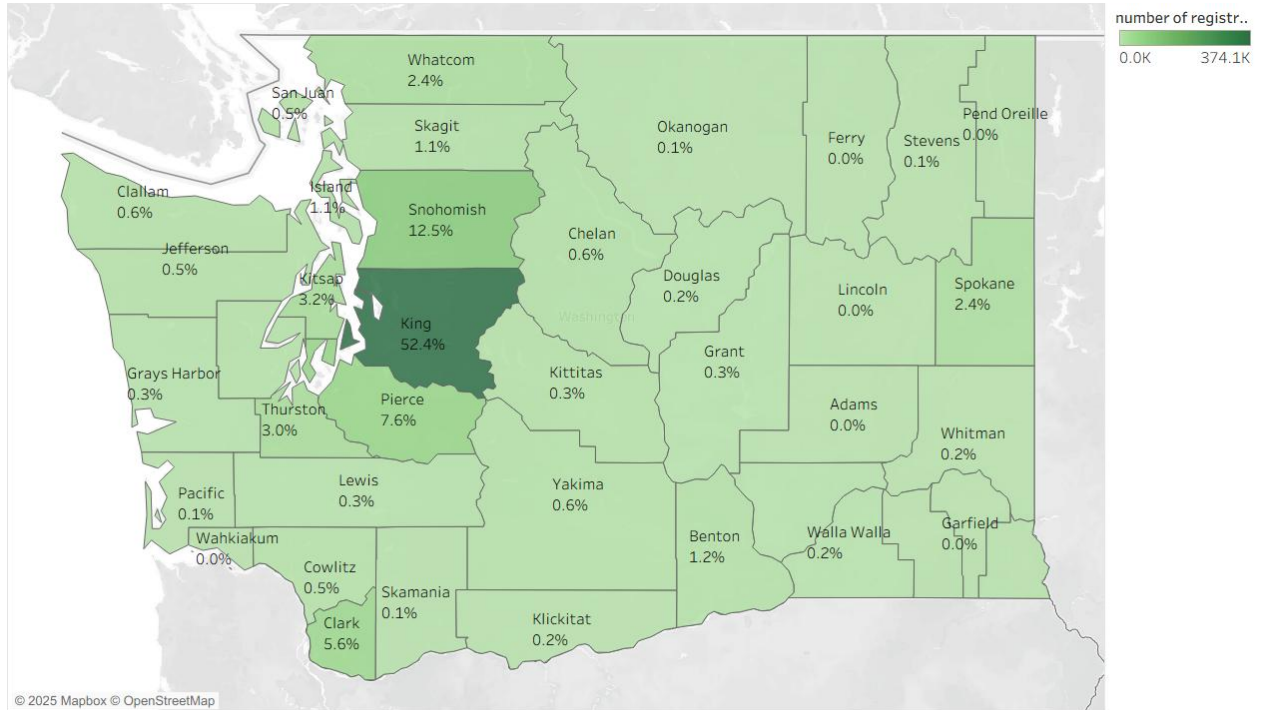 number of registr..
0.0K 374.1K
Whatcom
2.4%
San Juan
0.5%
Skagit
1.1%
Okanogan
0.1%
Ferry
0.0%
Stevens
0.1%
Pend Oreille
0.0%
Clallam
0.6%
Island
1.1%
Snohomish
12.5%
Chelan
0.6%
Jefferson
0.5%
Kitsap
3.2%
Douglas
0.2%
Lincoln
0.0%
Spokane
2.4%
Washington
King
52.4%
Grant
0.3%
Grays Harbor
0.3%
Kittitas
0.3%
Thurston
3.0%
Pierce
7.6%
Adams
0.0%
Whitman
0.2%
Lewis
0.3%
Yakima
0.6%
Pacific
0.1%
Wahkiakum
0.0%
Benton
1.2%
Walla Walla
0.2%
Garfield
0.0%
Cowlitz
0.5%
Skamania
0.1%
Clark
5.6%
Klickitat
0.2%
© 2025 Mapbox © OpenStreetMap